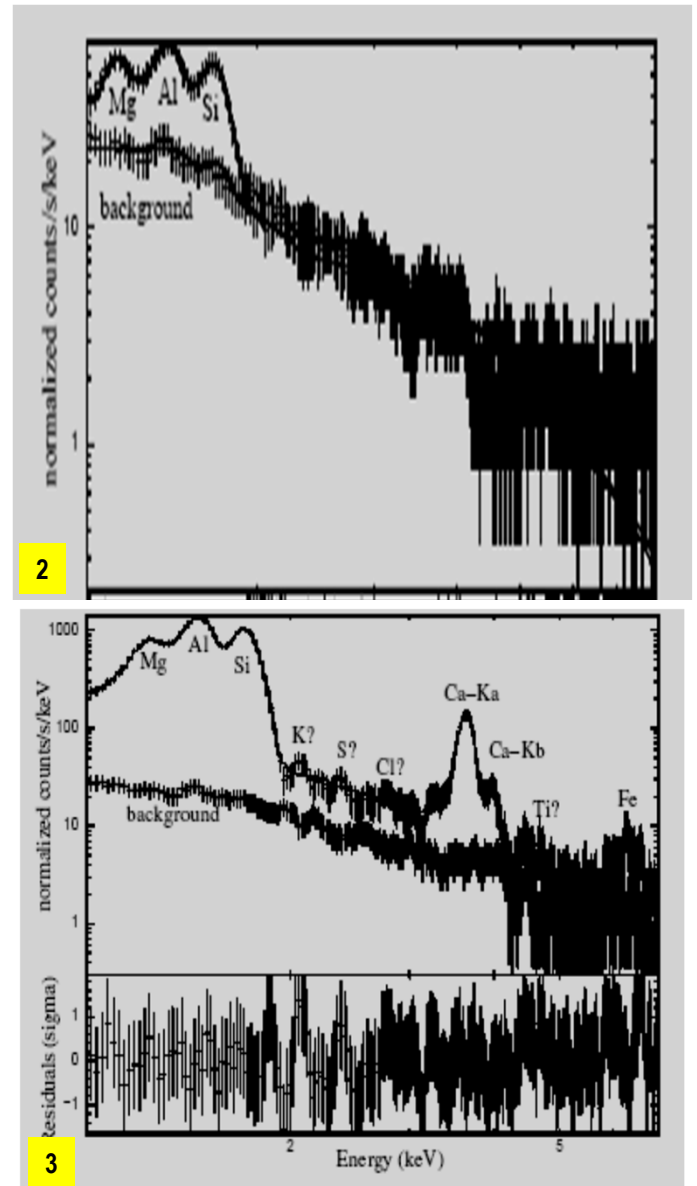 normalized counts/s/keV
10
1
Mg
Al
Si
background
2
normalized counts/s/keV
1000
100
10
1
Mg
Al
Si
K?
S?
Cl?
Ca–Ka
Ca–Kb
Ti?
Fe
background
Residuals (sigma)
1
0
−1
2
5
Energy (keV)
3